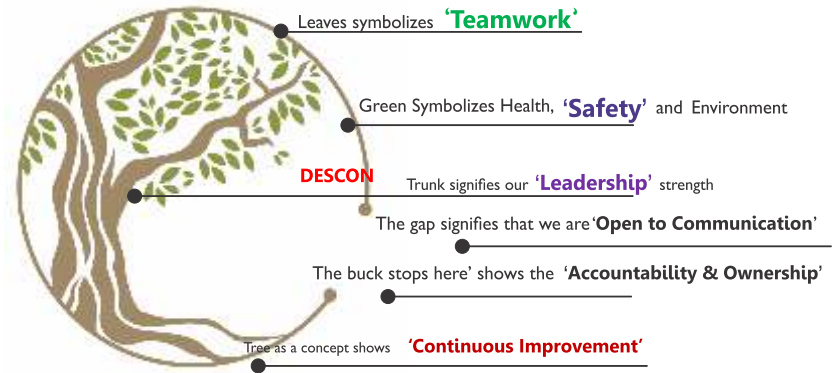 Leaves symbolizes ‘Teamwork’
Green Symbolizes Health, ‘Safety’ and Environment
DESCON
Trunk signifies our ‘Leadership’ strength
The gap signifies that we are ‘Open to Communication’
The buck stops here’ shows the ‘Accountability & Ownership’
Tree as a concept shows ‘Continuous Improvement’